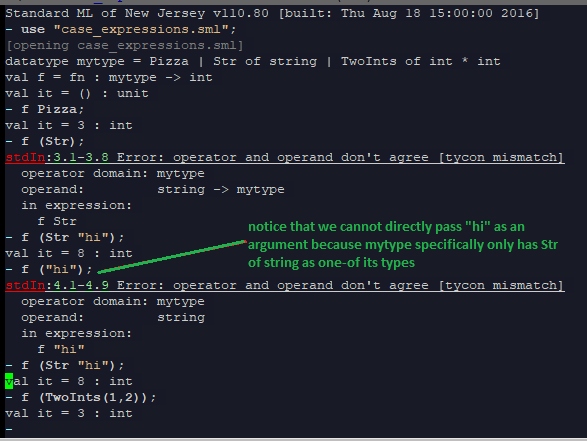 Standard ML of New Jersey v110.80 [built: Thu Aug 18 15:00:00 2016]
- use "case_expressions.sml";
[opening case_expressions.sml]
datatype mytype = Pizza | Str of string | TwoInts of int * int
val f = fn : mytype -> int
val it = () : unit
- f Pizza;
val it = 3 : int
- f (Str);
stdIn:3.1-3.8 Error: operator and operand don't agree [tycon mismatch]
  operator domain: mytype
  operand:         string -> mytype
  in expression:
    f Str
- f (Str "hi");
val it = 8 : int
- f ("hi");
notice that we cannot directly pass "hi" as an
argument because mytype specifically only has Str
of string as one-of its types
stdIn:4.1-4.9 Error: operator and operand don't agree [tycon mismatch]
  operator domain: mytype
  operand:         string
  in expression:
    f "hi"
- f (Str "hi");
val it = 8 : int
- f (TwoInts(1,2));
val it = 3 : int
-